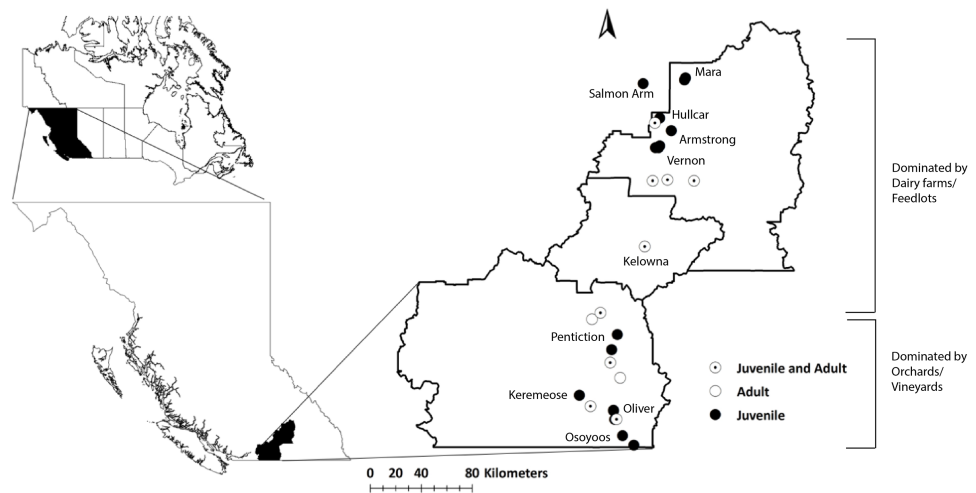 Mara
Salmon Arm
Hullcar
Armstrong
Vernon
Dominated by
Dairy farms/
Feedlots
Kelowna
Pentiction
Dominated by
Orchards/
Vineyards
Juvenile and Adult
Adult
Juvenile
Keremeose
Oliver
Osoyoos
0 20 40 80 Kilometers